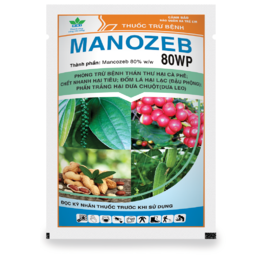 THUỐC TRỪ BỆNH
MANOZEB
Thành phần: Mancozeb 80% w/w
80WP
PHÒNG TRỪ BỆNH THÁN THƯ HẠI CÀ PHÊ,
CHẾT NHANH HẠI TIÊU; ĐỐM LÁ HẠI LẠC (ĐẬU PHỘNG)
PHẤN TRẮNG HẠI DƯA CHUỘT(DƯA LEO)
ĐỌC KỸ NHÃN THUỐC TRƯỚC KHI SỬ DỤNG